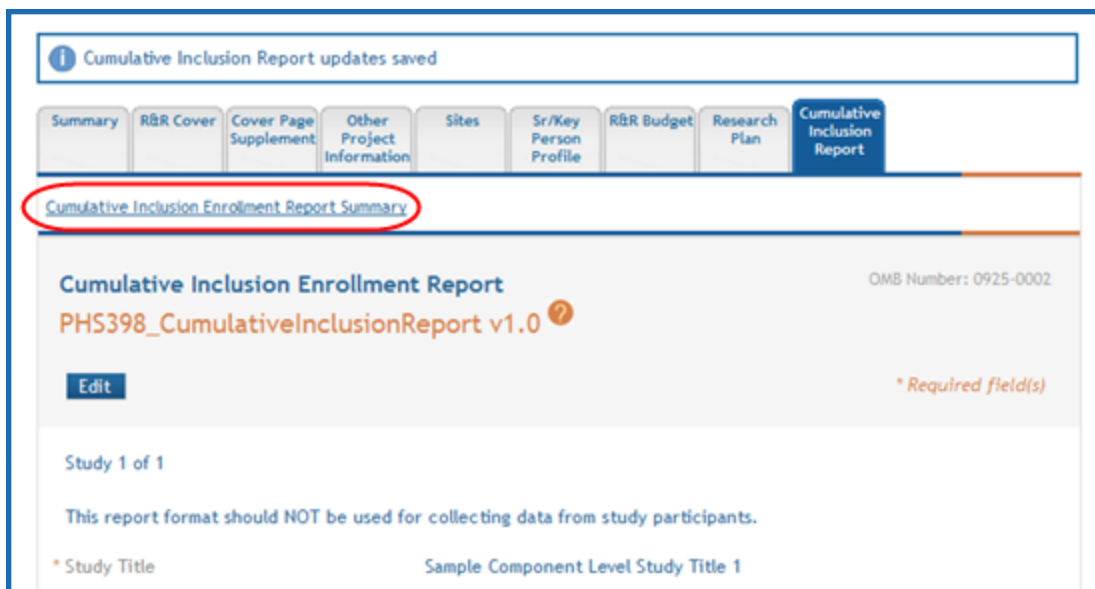 Cumulative Inclusion Report updates saved
Summary
R&R Cover
Cover Page
Supplement
Other
Project
Information
Sites
Sr/Key
Person
Profile
R&R Budget
Research
Plan
Cumulative
Inclusion
Report
Cumulative Inclusion Enrollment Report Summary
Cumulative Inclusion Enrollment Report
OMB Number: 0925-0002
PHS398_CumulativeInclusionReport v1.0 ?
Edit
* Required field(s)
Study 1 of 1
This report format should NOT be used for collecting data from study participants.
* Study Title Sample Component Level Study Title 1